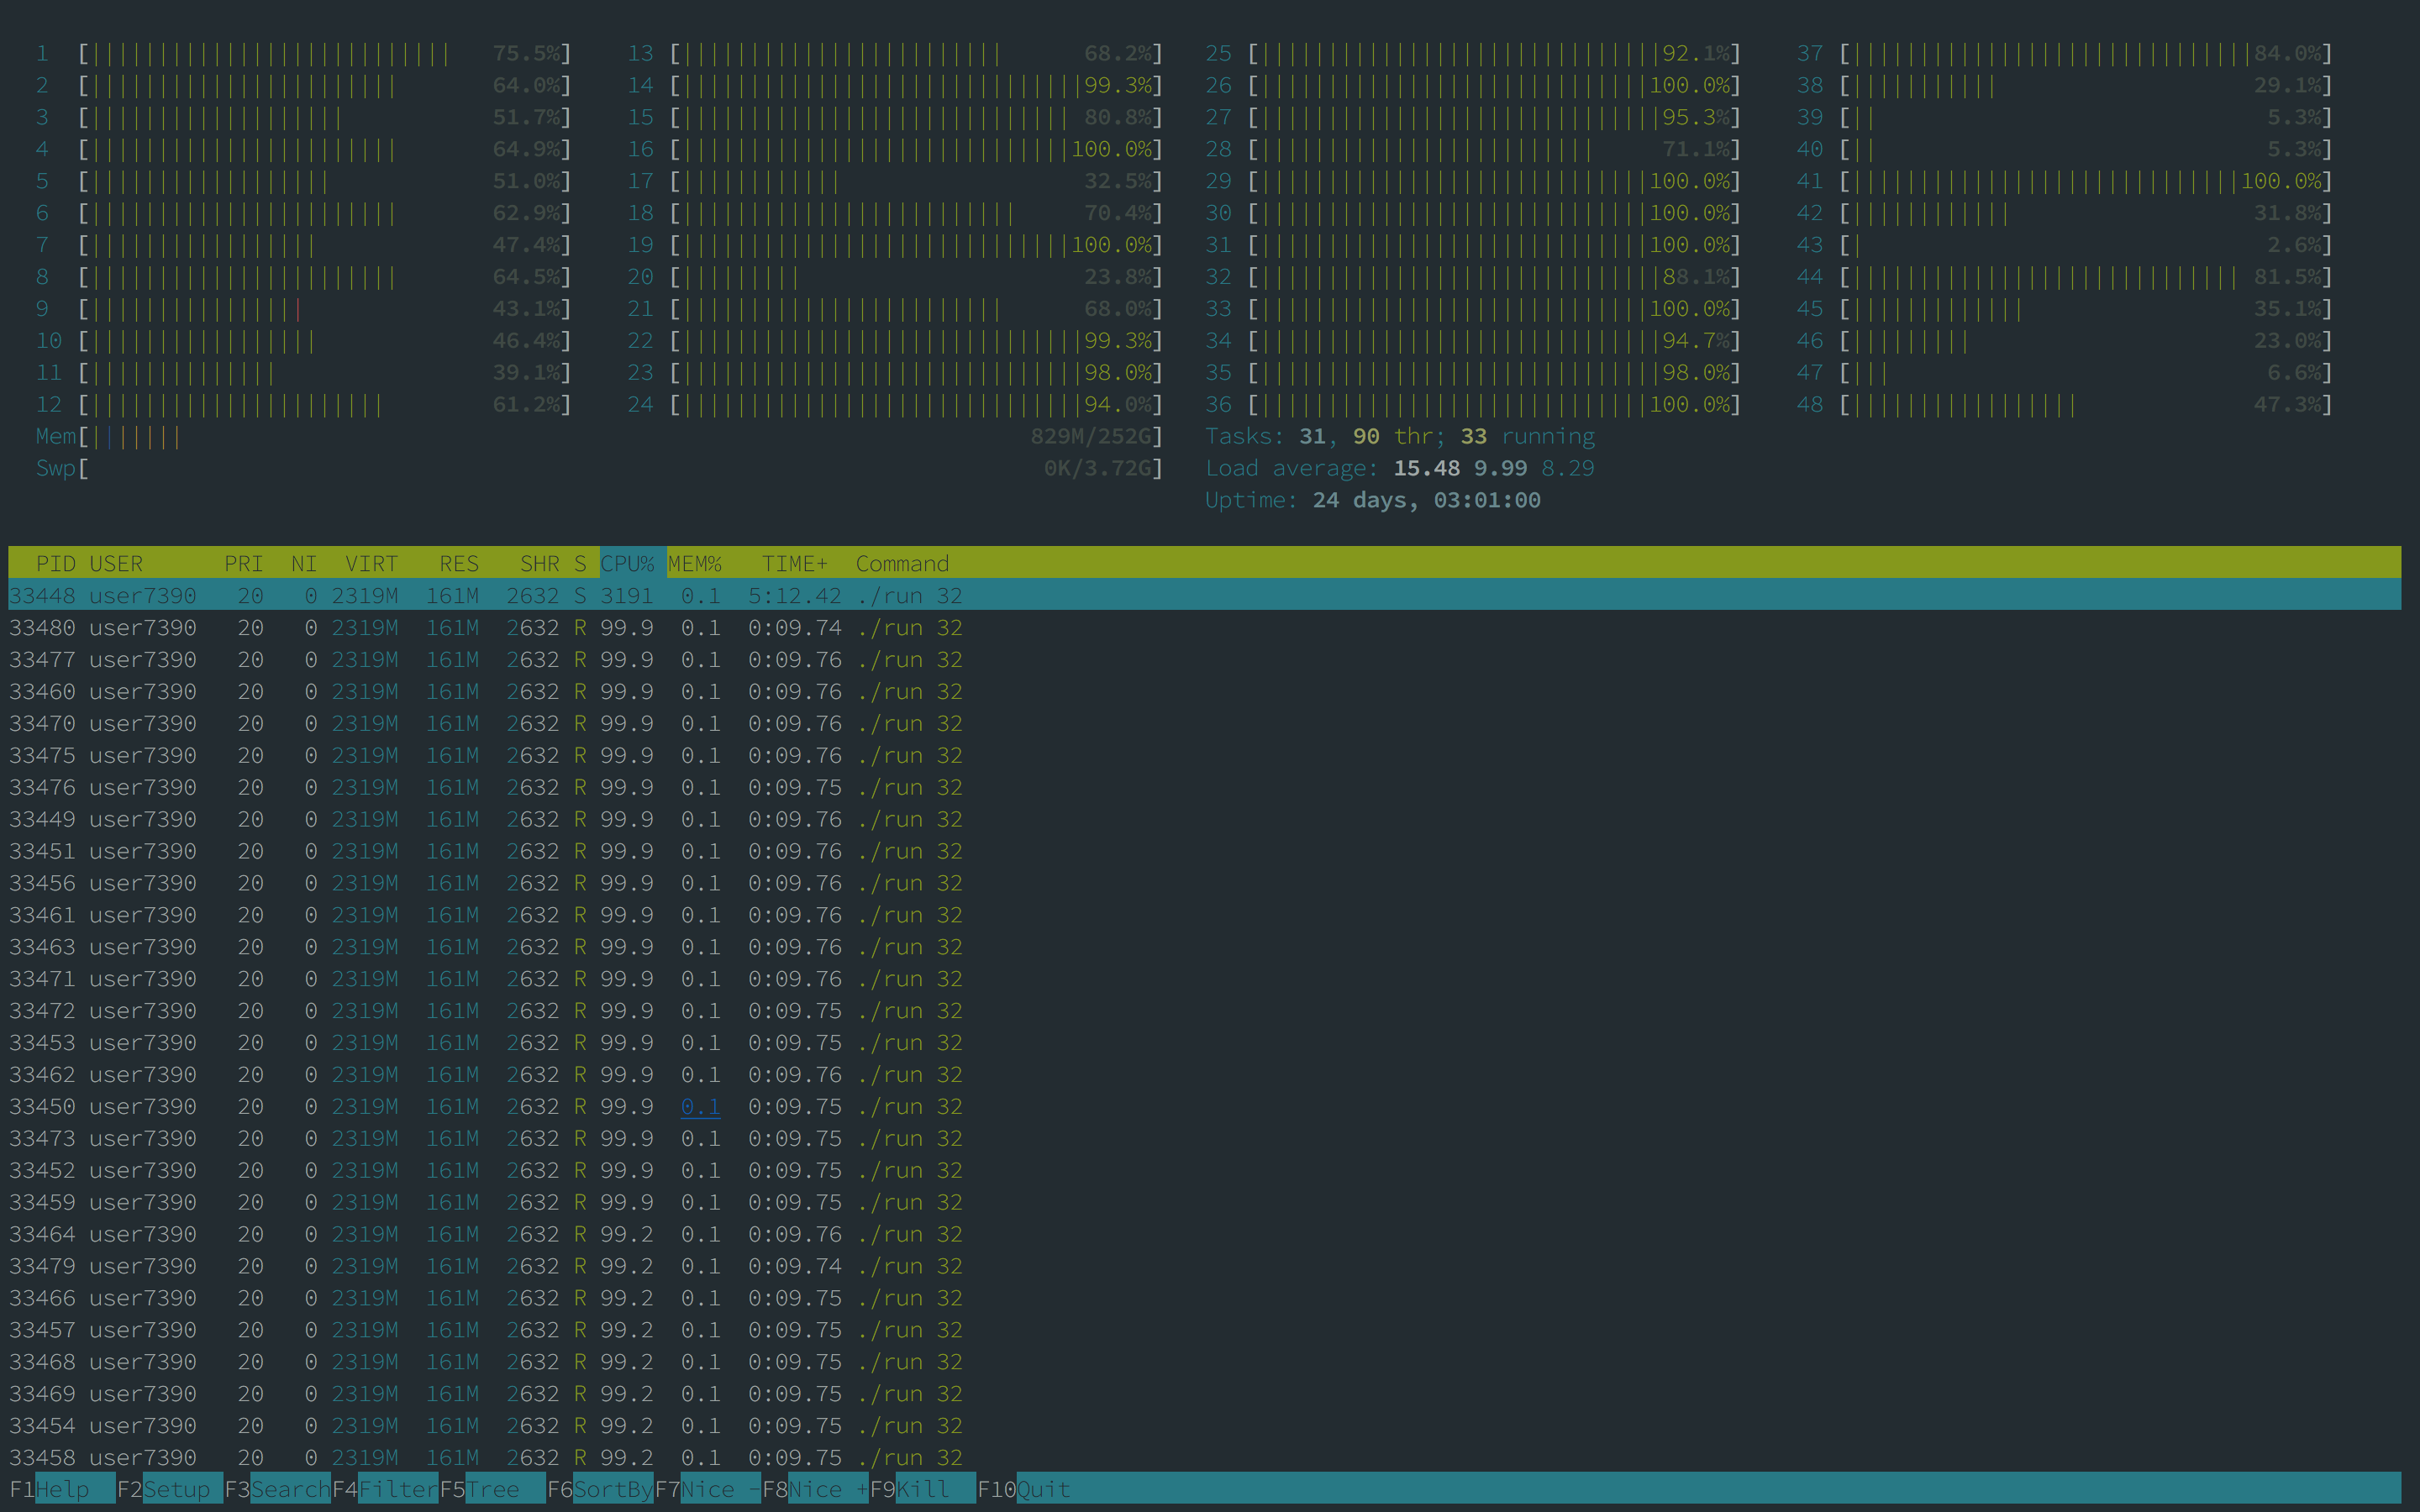 1 [||||||||||||||||||||||||||| 75.5%] 13 [|||||||||||||||||||||||| 68.2%] 25 [||||||||||||||||||||||||||||||92.1%] 37 [||||||||||||||||||||||||||||||84.0%]
2 [||||||||||||||||||||||| 64.0%] 14 [||||||||||||||||||||||||||||||99.3%] 26 [|||||||||||||||||||||||||||||100.0%] 38 [||||||||||| 29.1%]
3 [||||||||||||||||||| 51.7%] 15 [||||||||||||||||||||||||||||| 80.8%] 27 [||||||||||||||||||||||||||||||95.3%] 39 [|| 5.3%]
4 [||||||||||||||||||||||| 64.9%] 16 [|||||||||||||||||||||||||||||100.0%] 28 [||||||||||||||||||||||||| 71.1%] 40 [|| 5.3%]
5 [|||||||||||||||||| 51.0%] 17 [|||||||||||| 32.5%] 29 [|||||||||||||||||||||||||||||100.0%] 41 [|||||||||||||||||||||||||||||100.0%]
6 [||||||||||||||||||||||| 62.9%] 18 [||||||||||||||||||||||||| 70.4%] 30 [|||||||||||||||||||||||||||||100.0%] 42 [|||||||||||| 31.8%]
7 [||||||||||||||||| 47.4%] 19 [|||||||||||||||||||||||||||||100.0%] 31 [|||||||||||||||||||||||||||||100.0%] 43 [| 2.6%]
8 [||||||||||||||||||||||| 64.5%] 20 [||||||||| 23.8%] 32 [||||||||||||||||||||||||||||||88.1%] 44 [||||||||||||||||||||||||||||| 81.5%]
9 [|||||||||||||||| 43.1%] 21 [|||||||||||||||||||||||| 68.0%] 33 [|||||||||||||||||||||||||||||100.0%] 45 [||||||||||||| 35.1%]
10 [||||||||||||||||| 46.4%] 22 [||||||||||||||||||||||||||||||99.3%] 34 [||||||||||||||||||||||||||||||94.7%] 46 [||||||||| 23.0%]
11 [|||||||||||||| 39.1%] 23 [||||||||||||||||||||||||||||||98.0%] 35 [||||||||||||||||||||||||||||||98.0%] 47 [||| 6.6%]
12 [|||||||||||||||||||||| 61.2%] 24 [||||||||||||||||||||||||||||||94.0%] 36 [|||||||||||||||||||||||||||||100.0%] 48 [||||||||||||||||| 47.3%]
Mem[||||||| 829M/252G] Tasks: 31, 90 thr; 33 running
Swp[ 0K/3.72G] Load average: 15.48 9.99 8.29
Uptime: 24 days, 03:01:00
PID USER PRI NI VIRT RES SHR S CPU% MEM% TIME+ Command
33448 user7390 20 0 2319M 161M 2632 S 3191 0.1 5:12.42 ./run 32
33480 user7390 20 0 2319M 161M 2632 R 99.9 0.1 0:09.74 ./run 32
33477 user7390 20 0 2319M 161M 2632 R 99.9 0.1 0:09.76 ./run 32
33460 user7390 20 0 2319M 161M 2632 R 99.9 0.1 0:09.76 ./run 32
33470 user7390 20 0 2319M 161M 2632 R 99.9 0.1 0:09.76 ./run 32
33475 user7390 20 0 2319M 161M 2632 R 99.9 0.1 0:09.76 ./run 32
33476 user7390 20 0 2319M 161M 2632 R 99.9 0.1 0:09.75 ./run 32
33449 user7390 20 0 2319M 161M 2632 R 99.9 0.1 0:09.76 ./run 32
33451 user7390 20 0 2319M 161M 2632 R 99.9 0.1 0:09.76 ./run 32
33456 user7390 20 0 2319M 161M 2632 R 99.9 0.1 0:09.76 ./run 32
33461 user7390 20 0 2319M 161M 2632 R 99.9 0.1 0:09.76 ./run 32
33463 user7390 20 0 2319M 161M 2632 R 99.9 0.1 0:09.76 ./run 32
33471 user7390 20 0 2319M 161M 2632 R 99.9 0.1 0:09.76 ./run 32
33472 user7390 20 0 2319M 161M 2632 R 99.9 0.1 0:09.75 ./run 32
33453 user7390 20 0 2319M 161M 2632 R 99.9 0.1 0:09.75 ./run 32
33462 user7390 20 0 2319M 161M 2632 R 99.9 0.1 0:09.76 ./run 32
33450 user7390 20 0 2319M 161M 2632 R 99.9 0.1 0:09.75 ./run 32
33473 user7390 20 0 2319M 161M 2632 R 99.9 0.1 0:09.75 ./run 32
33452 user7390 20 0 2319M 161M 2632 R 99.9 0.1 0:09.75 ./run 32
33459 user7390 20 0 2319M 161M 2632 R 99.9 0.1 0:09.75 ./run 32
33464 user7390 20 0 2319M 161M 2632 R 99.2 0.1 0:09.76 ./run 32
33479 user7390 20 0 2319M 161M 2632 R 99.2 0.1 0:09.74 ./run 32
33466 user7390 20 0 2319M 161M 2632 R 99.2 0.1 0:09.75 ./run 32
33457 user7390 20 0 2319M 161M 2632 R 99.2 0.1 0:09.75 ./run 32
33468 user7390 20 0 2319M 161M 2632 R 99.2 0.1 0:09.75 ./run 32
33469 user7390 20 0 2319M 161M 2632 R 99.2 0.1 0:09.75 ./run 32
33454 user7390 20 0 2319M 161M 2632 R 99.2 0.1 0:09.75 ./run 32
33458 user7390 20 0 2319M 161M 2632 R 99.2 0.1 0:09.75 ./run 32
F1Help F2Setup F3SearchF4FilterF5Tree F6SortByF7Nice -F8Nice +F9Kill F10Quit